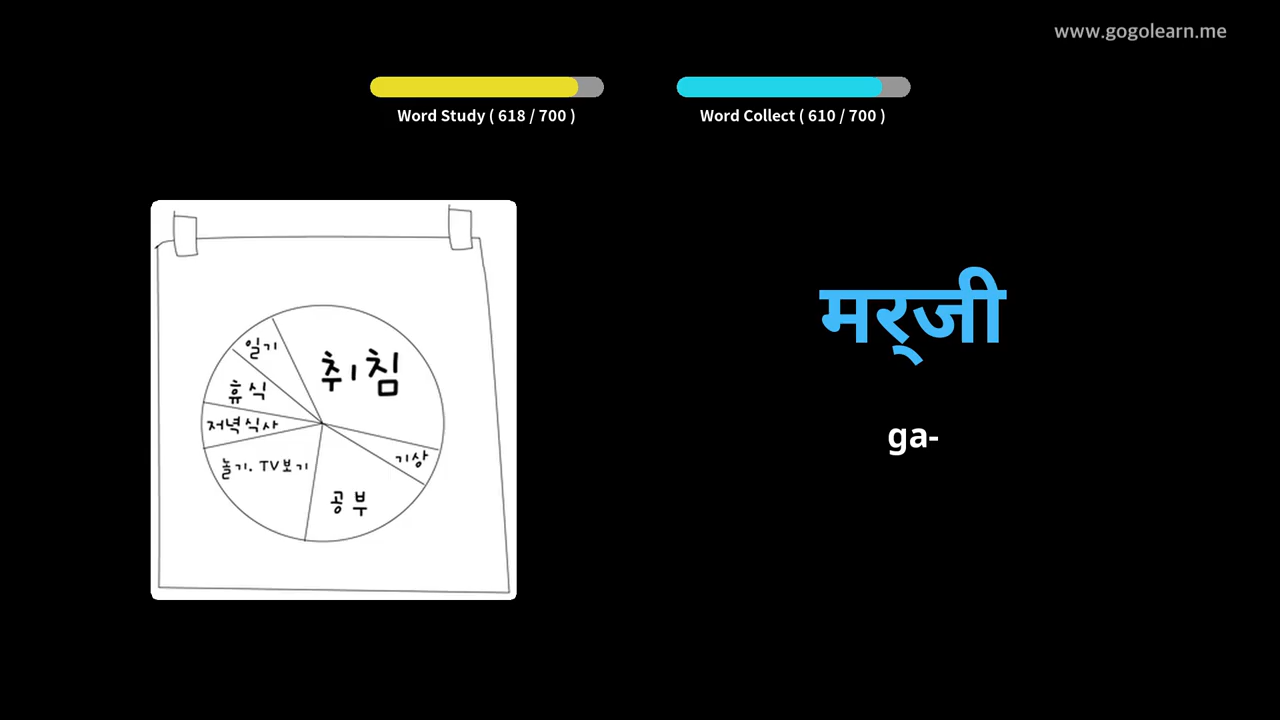 www.gogolearn.me
Word Study ( 618 / 700 )
Word Collect ( 610 / 700 )
일기
취침
휴식
저녁식사
놀기. TV보기
기상
공부
मर्‌जी
ga-